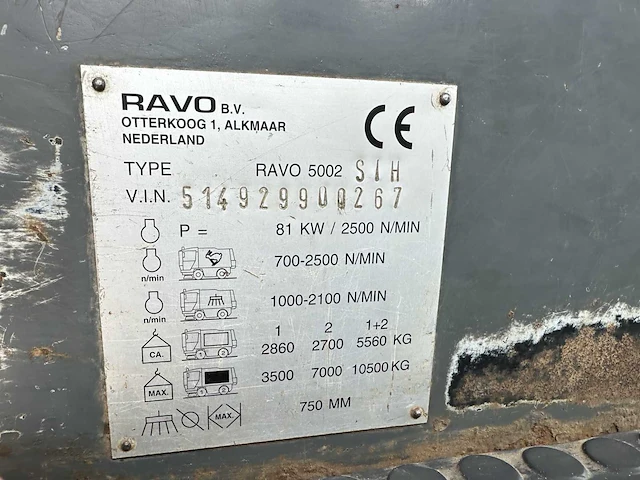 RAVO B.V.
OTTERKOOG 1, ALKMAAR
NEDERLAND
CE
TYPE RAVO 5002 STH
V.I.N. 514929900267
P = 81 KW / 2500 N/MIN
n/min 700-2500 N/MIN
n/min 1000-2100 N/MIN
1 2 1+2
CA. 2860 2700 5560 KG
MAX. 3500 7000 10500 KG
MAX. 750 MM